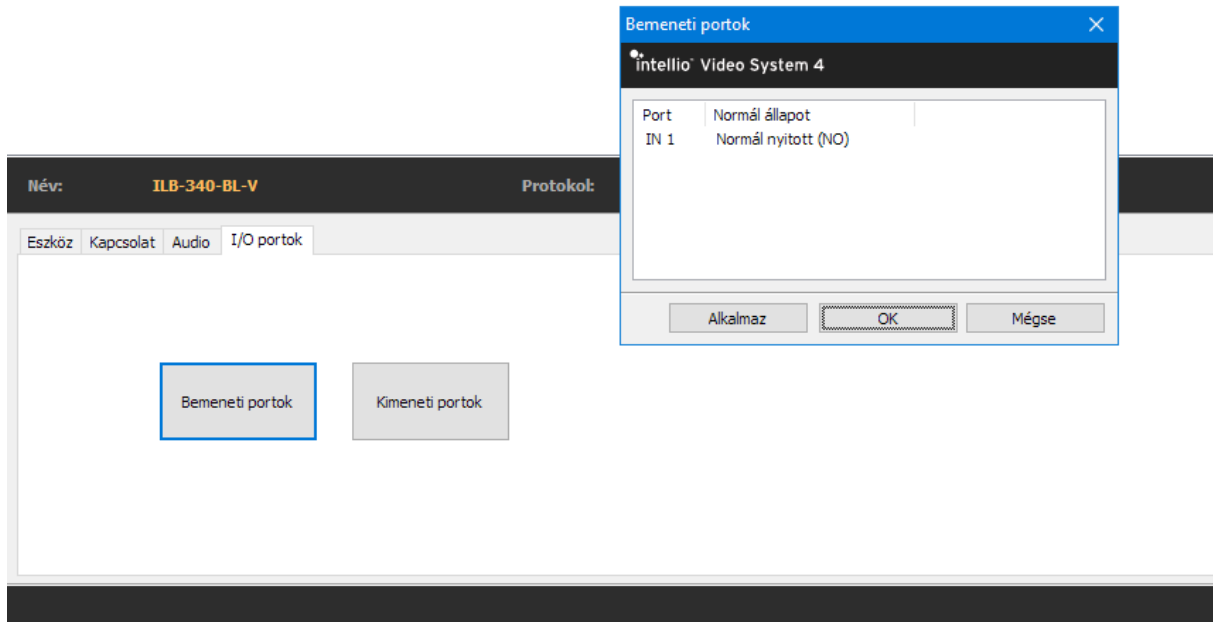 Bemeneti portok
intellio Video System 4
Port Normál állapot
IN 1 Normál nyitott (NO)
Alkalmaz OK Mégse
Név: ILB-340-BL-V Protokol:
Eszköz Kapcsolat Audio I/O portok
Bemeneti portok Kimeneti portok